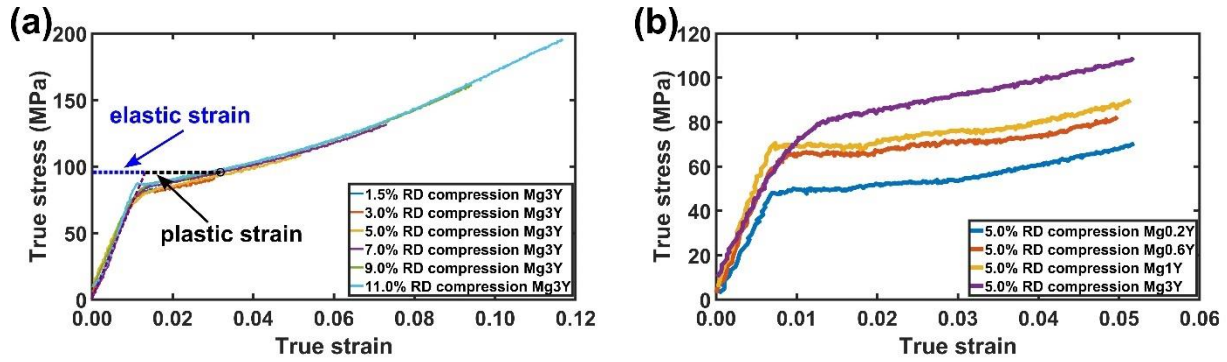 (a)
200
150
100
50
0
True stress (MPa)
elastic strain
plastic strain
1.5% RD compression Mg3Y
3.0% RD compression Mg3Y
5.0% RD compression Mg3Y
7.0% RD compression Mg3Y
9.0% RD compression Mg3Y
11.0% RD compression Mg3Y
0.00 0.02 0.04 0.06 0.08 0.10 0.12
True strain
(b)
120
100
80
60
40
20
0
True stress (MPa)
5.0% RD compression Mg0.2Y
5.0% RD compression Mg0.6Y
5.0% RD compression Mg1Y
5.0% RD compression Mg3Y
0.00 0.01 0.02 0.03 0.04 0.05 0.06
True strain